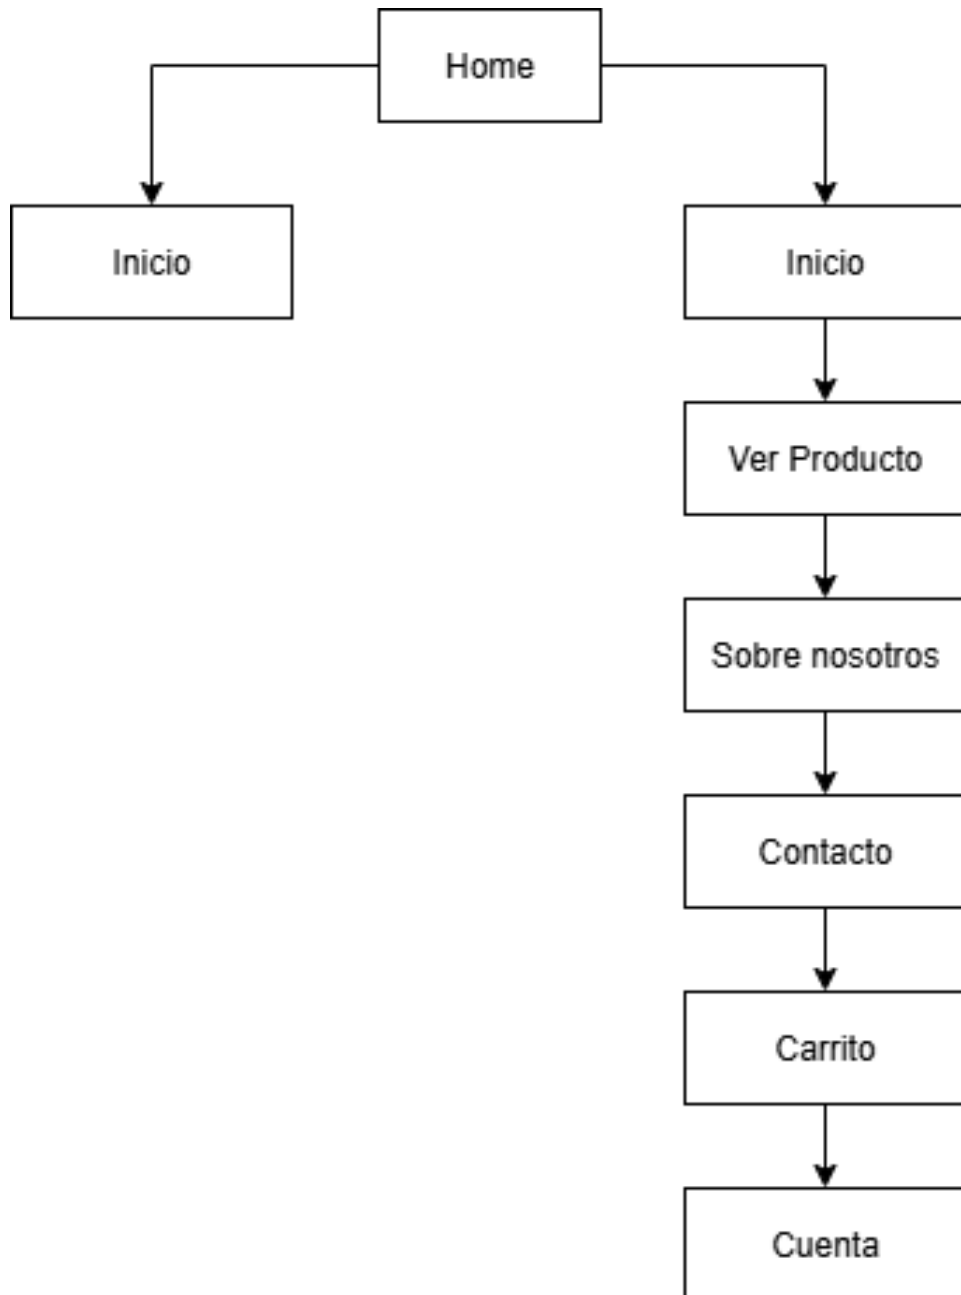 Home
Inicio
Inicio
Ver Producto
Sobre nosotros
Contacto
Carrito
Cuenta